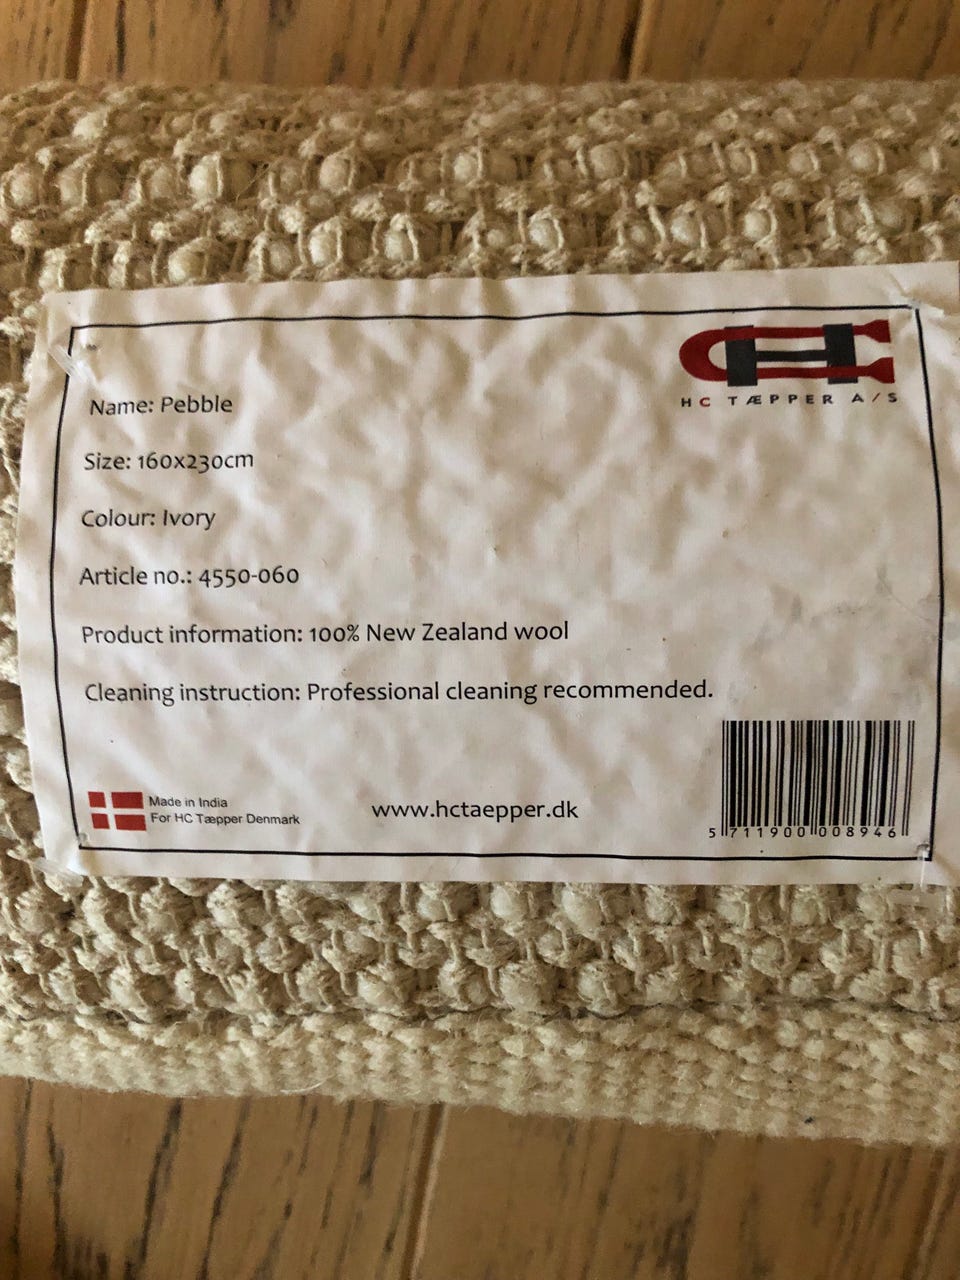 HC TÆPPER A/S
Name: Pebble
Size: 160x230cm
Colour: Ivory
Article no.: 4550-060
Product information: 100% New Zealand wool
Cleaning instruction: Professional cleaning recommended.
Made in India
For HC Tæpper Denmark
www.hctaepper.dk
5 711900 008946